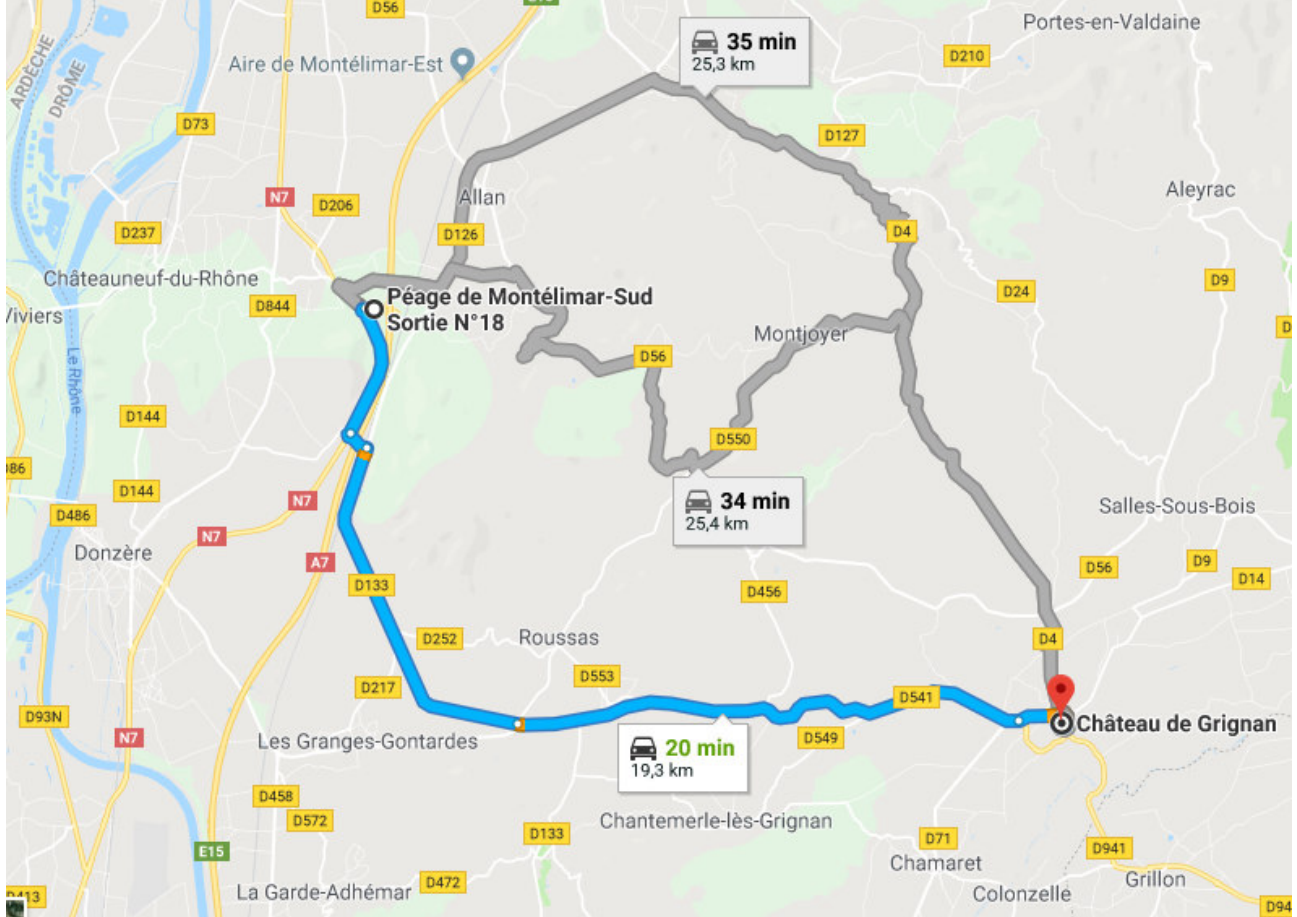 D56
Portes-en-Valdaine
35 min
25,3 km
D210
Aire de Montélimar-Est
ARDÈCHE
DRÔME
D73
D127
Aleyrac
N7
D206
Allan
D126
D4
D237
Châteauneuf-du-Rhône
D9
D24
D844
Péage de Montélimar-Sud
Sortie N°18
Viviers
Montjoyer
Le Rhône
D56
D144
D550
D144
N7
34 min
25,4 km
D486
Salles-Sous-Bois
N7
Donzère
A7
D56
D9
D14
D133
D456
D252
Roussas
D4
D553
D217
D541
D93N
N7
Les Granges-Gontardes
20 min
19,3 km
D549
Château de Grignan
D458
D572
Chantemerle-lès-Grignan
D133
D71
D941
E15
Chamaret
D472
La Garde-Adhémar
Colonzelle
Grillon